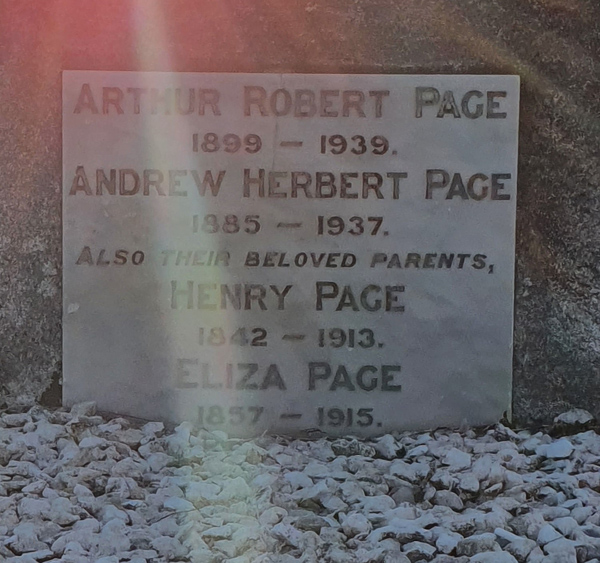 ARTHUR ROBERT PAGE
1899 — 1939.
ANDREW HERBERT PAGE
1885 — 1937.
ALSO THEIR BELOVED PARENTS,
HENRY PAGE
1842 — 1913.
ELIZA PAGE
1857 — 1915.